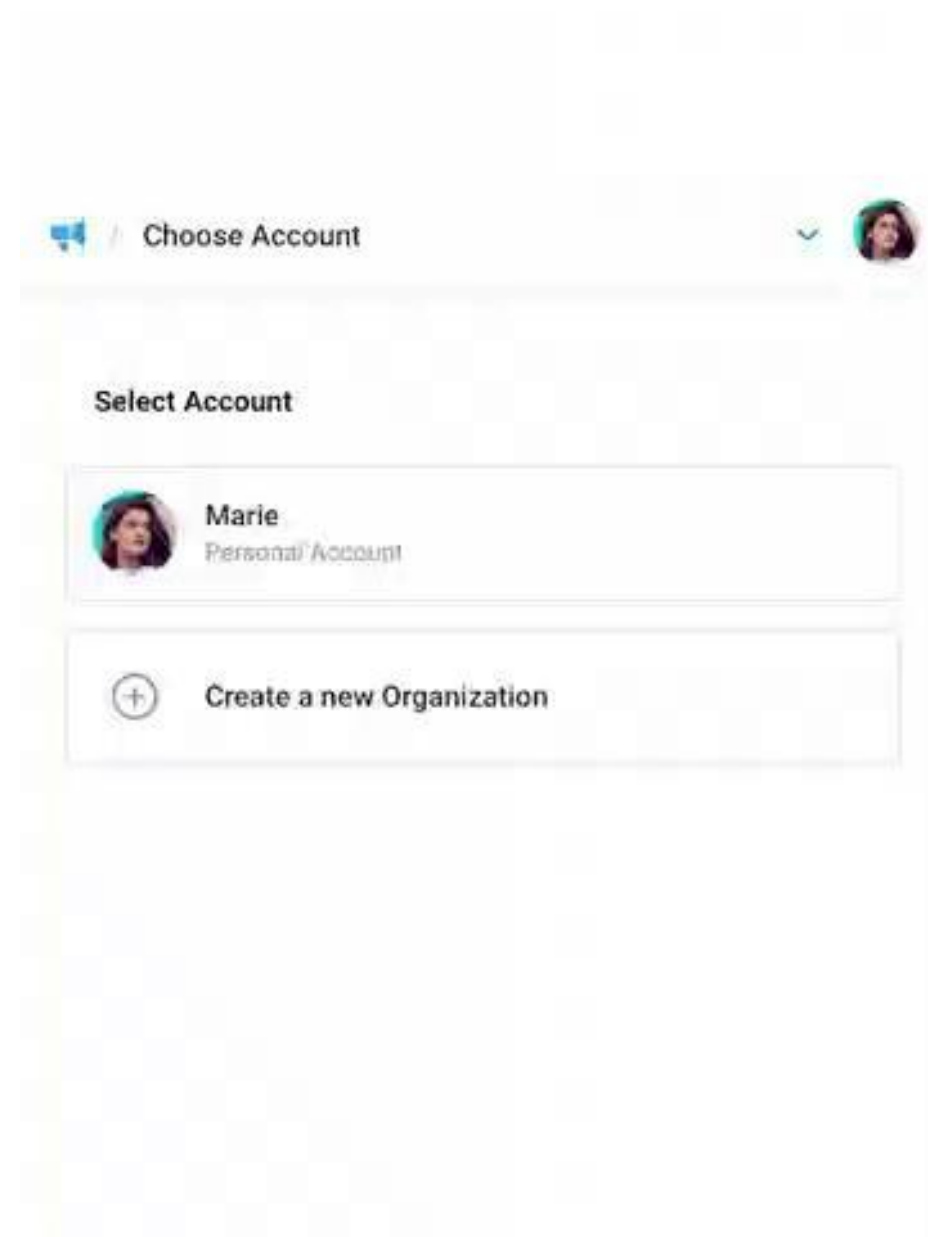 / Choose Account
Select Account
Marie
Personal Account
Create a new Organization